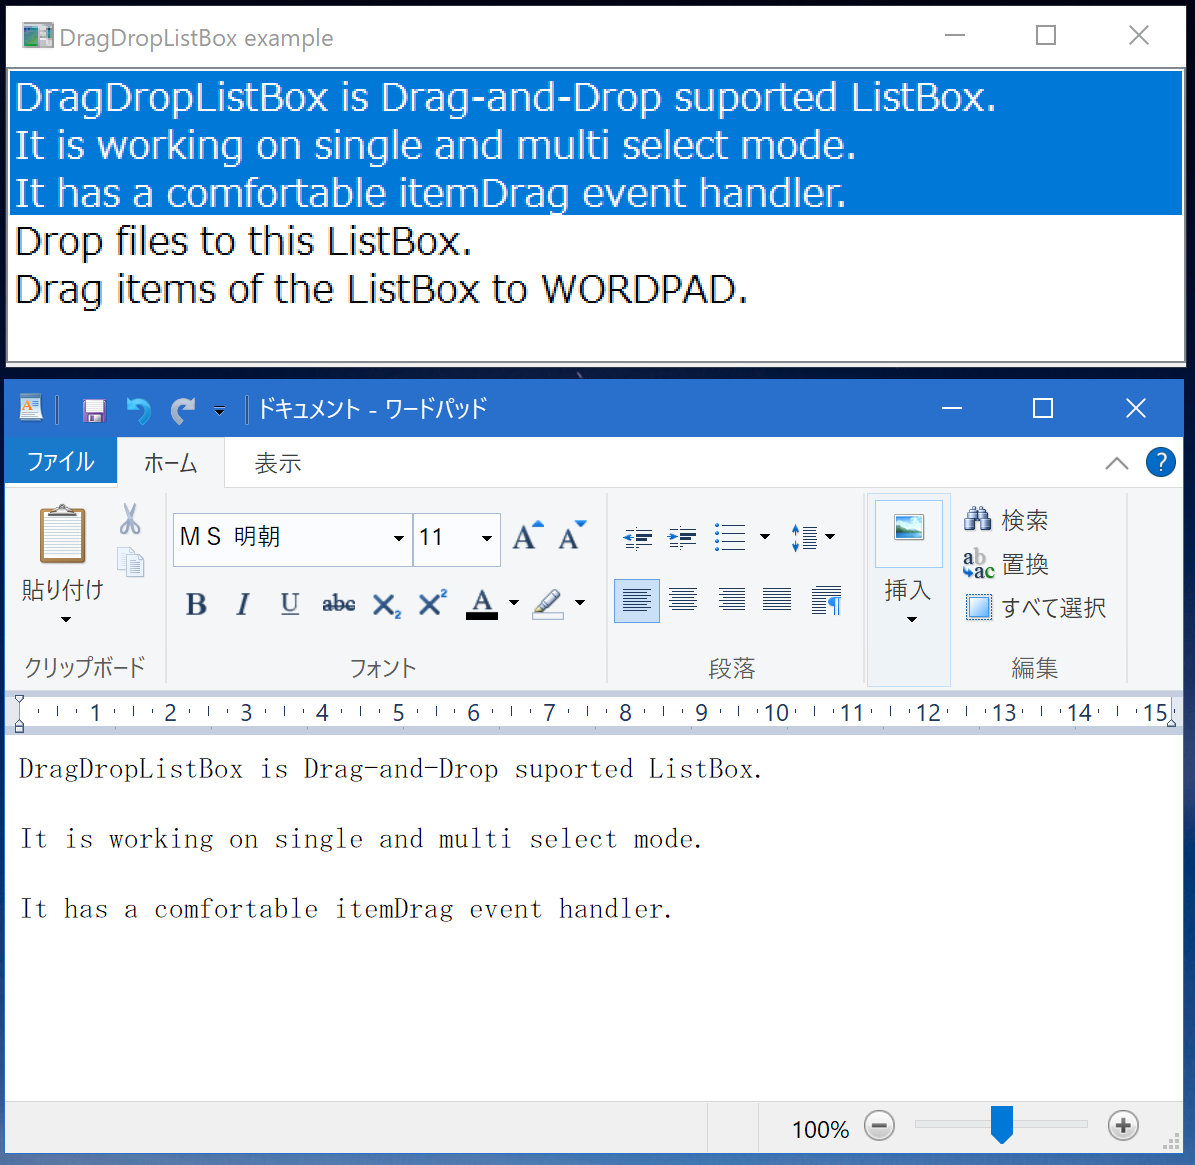 DragDropListBox example
DragDropListBox is Drag-and-Drop suported ListBox.
It is working on single and multi select mode.
It has a comfortable itemDrag event handler.
Drop files to this ListBox.
Drag items of the ListBox to WORDPAD.
ドキュメント - ワードパッド
ファイル ホーム 表示
?
貼り付け
クリップボード
MS 明朝 11 A A
B I U abc X₂ X² A
フォント
段落
挿入
検索
ab ac 置換
すべて選択
編集
1 2 3 4 5 6 7 8 9 10 11 12 13 14 15
DragDropListBox is Drag-and-Drop suported ListBox.
It is working on single and multi select mode.
It has a comfortable itemDrag event handler.
100%